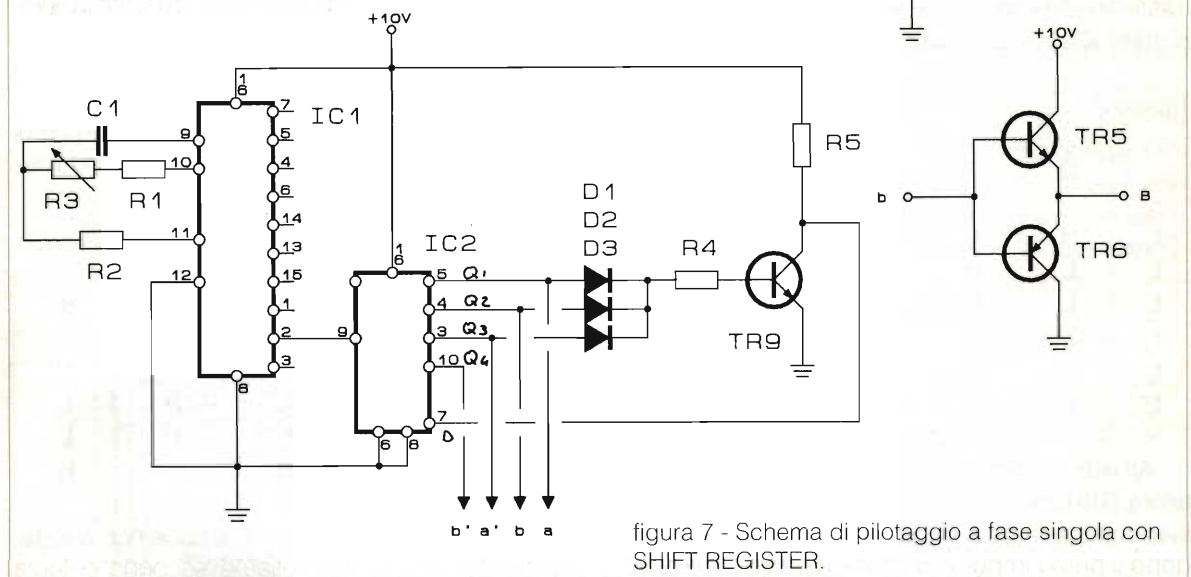 +10V
+10V
1
6
7
IC1
C1
9
5
TR5
R5
10
4
R3
R1
6
b
B
14
D1
11
13
D2
R2
IC2
TR6
D3
12
15
1
6
R4
1
5
Q1
4
Q2
2
9
3
Q3
TR9
3
10
Q4
8
7
D
6
8
b' a' b a
figura 7 - Schema di pilotaggio a fase singola con
SHIFT REGISTER.